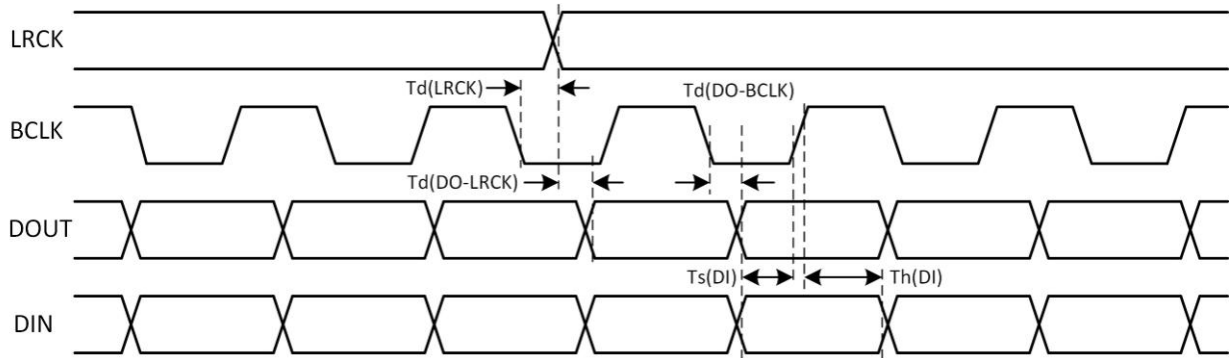 LRCK
Td(LRCK)
Td(DO-BCLK)
BCLK
Td(DO-LRCK)
DOUT
Ts(DI)
Th(DI)
DIN